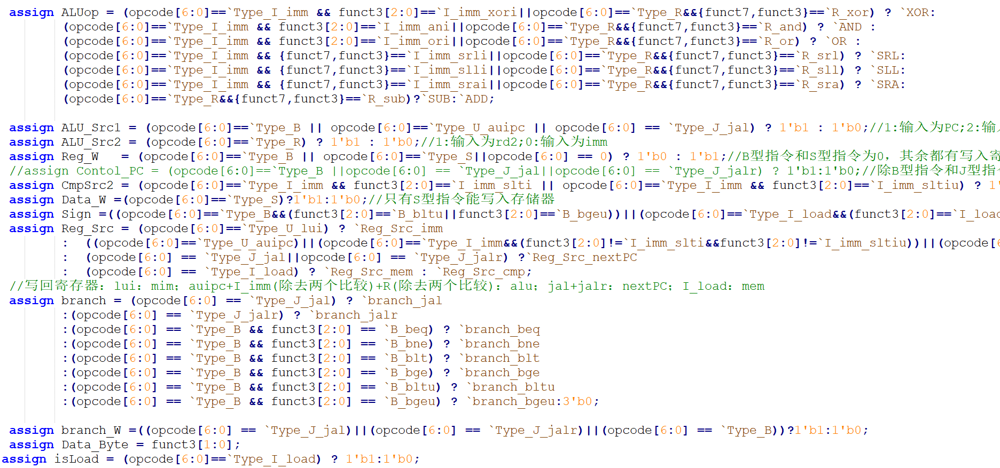 assign ALUop = (opcode[6:0]==`Type_I_imm && funct3[2:0]==`I_imm_xori||opcode[6:0]==`Type_R&&{funct7,funct3}==`R_xor) ? `XOR:
(opcode[6:0]==`Type_I_imm && funct3[2:0]==`I_imm_ani||opcode[6:0]==`Type_R&&{funct7,funct3}==`R_and) ? `AND :
(opcode[6:0]==`Type_I_imm && funct3[2:0]==`I_imm_ori||opcode[6:0]==`Type_R&&{funct7,funct3}==`R_or) ? `OR :
(opcode[6:0]==`Type_I_imm && {funct7,funct3}==`I_imm_srli||opcode[6:0]==`Type_R&&{funct7,funct3}==`R_srl) ? `SRL:
(opcode[6:0]==`Type_I_imm && {funct7,funct3}==`I_imm_slli||opcode[6:0]==`Type_R&&{funct7,funct3}==`R_sll) ? `SLL:
(opcode[6:0]==`Type_I_imm && {funct7,funct3}==`I_imm_srai||opcode[6:0]==`Type_R&&{funct7,funct3}==`R_sra) ? `SRA:
(opcode[6:0]==`Type_R&&{funct7,funct3}==`R_sub)?`SUB:`ADD;
assign ALU_Src1 = (opcode[6:0]==`Type_B || opcode[6:0]==`Type_U_auipc || opcode[6:0] == `Type_J_jal) ? 1'b1 : 1'b0;//1:输入为PC;2:输
assign ALU_Src2 = (opcode[6:0]==`Type_R) ? 1'b1 : 1'b0;//1:输入为rd2;0:输入为imm
assign Reg_W   = (opcode[6:0]==`Type_B || opcode[6:0]==`Type_S||opcode[6:0] == 0) ? 1'b0 : 1'b1;//B型指令和S型指令为0，其余都有写入寄
//assign Contol_PC = (opcode[6:0]==`Type_B ||opcode[6:0] == `Type_J_jal||opcode[6:0] == `Type_J_jalr) ? 1'b1:1'b0;//除B型指令和J型指
assign CmpSrc2 = (opcode[6:0]==`Type_I_imm && funct3[2:0]==`I_imm_slti || opcode[6:0]==`Type_I_imm && funct3[2:0]==`I_imm_sltiu) ? 1'
assign Data_W =(opcode[6:0]==`Type_S)?1'b1:1'b0;//只有S型指令能写入存储器
assign Sign =((opcode[6:0]==`Type_B&&(funct3[2:0]==`B_bltu||funct3[2:0]==`B_bgeu))||(opcode[6:0]==`Type_I_load&&(funct3[2:0]==`I_loa
assign Reg_Src = (opcode[6:0]==`Type_U_lui) ? `Reg_Src_imm
:  ((opcode[6:0]==`Type_U_auipc)||(opcode[6:0]==`Type_I_imm&&(funct3[2:0]!=`I_imm_slti&&funct3[2:0]!=`I_imm_sltiu))||(opcode[
:  (opcode[6:0] == `Type_J_jal||opcode[6:0] == `Type_J_jalr) ?`Reg_Src_nextPC
:  (opcode[6:0] == `Type_I_load) ? `Reg_Src_mem : `Reg_Src_cmp;
//写回寄存器：lui：mim；auipc+I_imm(除去两个比较)+R(除去两个比较)：alu；jal+jalr：nextPC；I_load：mem
assign branch = (opcode[6:0] == `Type_J_jal) ? `branch_jal
:(opcode[6:0] == `Type_J_jalr) ? `branch_jalr
:(opcode[6:0] == `Type_B && funct3[2:0] == `B_beq) ? `branch_beq
:(opcode[6:0] == `Type_B && funct3[2:0] == `B_bne) ? `branch_bne
:(opcode[6:0] == `Type_B && funct3[2:0] == `B_blt) ? `branch_blt
:(opcode[6:0] == `Type_B && funct3[2:0] == `B_bge) ? `branch_bge
:(opcode[6:0] == `Type_B && funct3[2:0] == `B_bltu) ? `branch_bltu
:(opcode[6:0] == `Type_B && funct3[2:0] == `B_bgeu) ? `branch_bgeu:3'b0;
assign branch_W =((opcode[6:0] == `Type_J_jal)||(opcode[6:0] == `Type_J_jalr)||(opcode[6:0] == `Type_B))?1'b1:1'b0;
assign Data_Byte = funct3[1:0];
assign isLoad = (opcode[6:0]==`Type_I_load) ? 1'b1:1'b0;